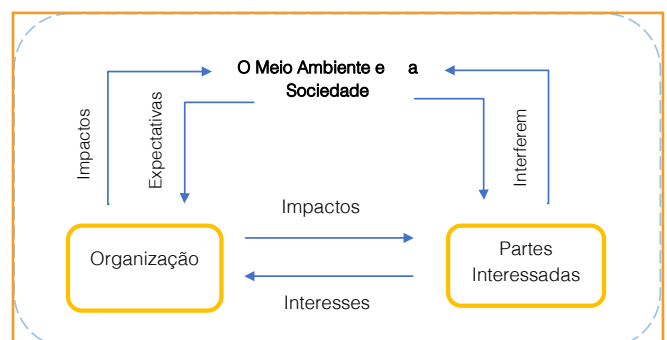 O Meio Ambiente e a
Sociedade
Impactos
Expectativas
Interferem
Impactos
Organização
Partes
Interessadas
Interesses